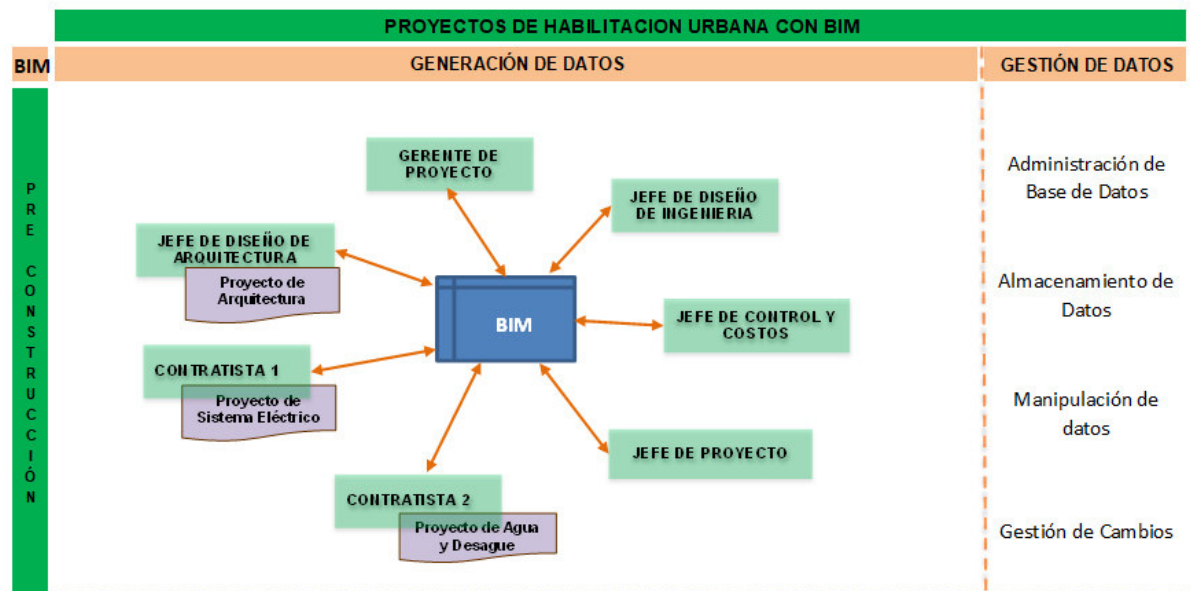 PROYECTOS DE HABILITACION URBANA CON BIM
BIM
GENERACIÓN DE DATOS
GESTIÓN DE DATOS
PRE CONSTRUCCIÓN
GERENTE DE
PROYECTO
JEFE DE DISEÑO
DE INGENIERIA
JEFE DE DISEÑO DE
ARQUITECTURA
Proyecto de
Arquitectura
BIM
JEFE DE CONTROL Y
COSTOS
CONTRATISTA 1
Proyecto de
Sistema Eléctrico
JEFE DE PROYECTO
CONTRATISTA 2
Proyecto de Agua
y Desague
Administración de
Base de Datos
Almacenamiento de
Datos
Manipulación de
datos
Gestión de Cambios